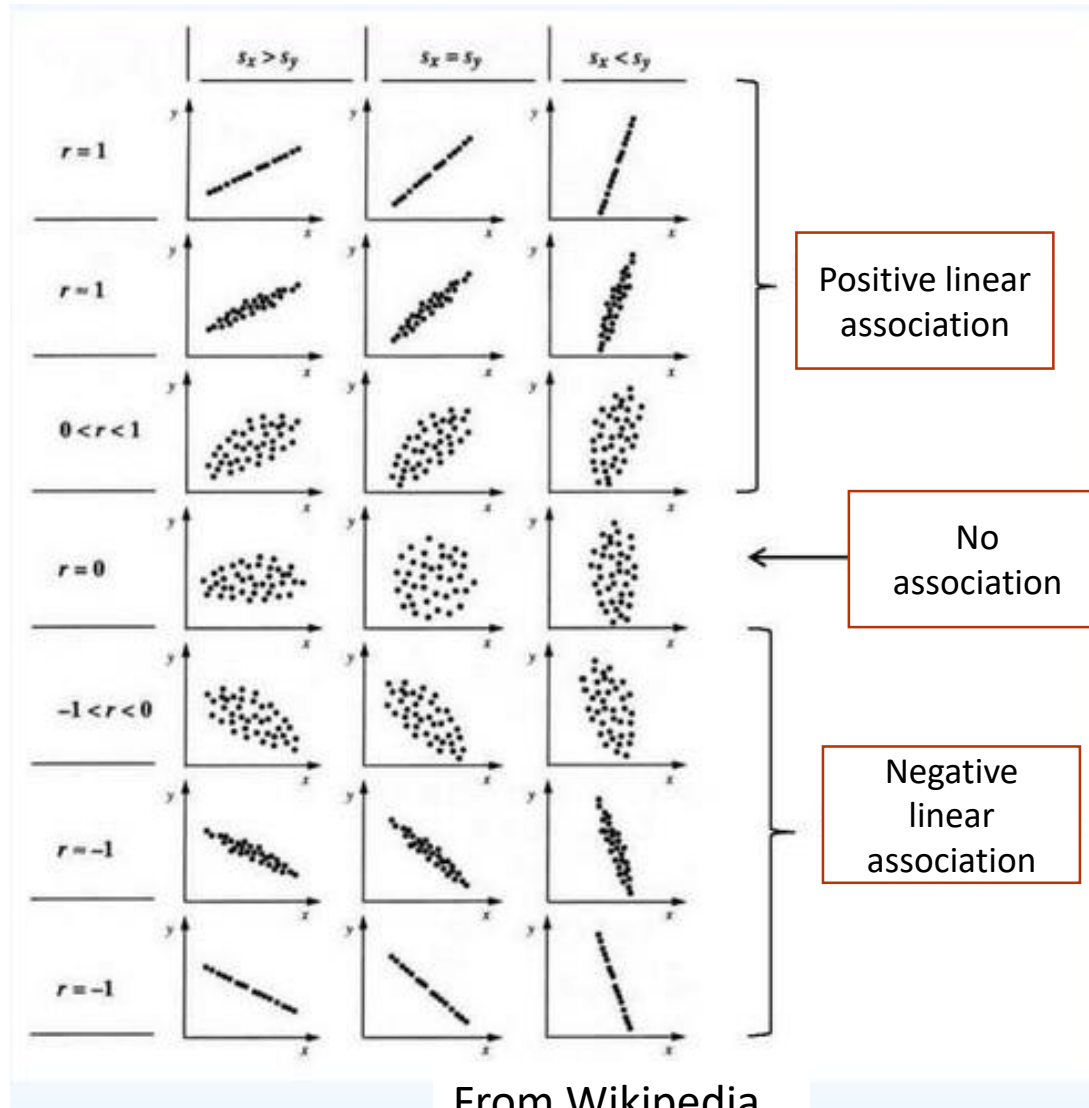 s_x > s_y s_x = s_y s_x < s_y
r = 1
y x y x y x
r ≈ 1
y x y x y x
Positive linear
association
0 < r < 1
y x y x y x
No
association
r = 0
y x y x y x
–1 < r < 0
y x y x y x
Negative
linear
association
r ≈ –1
y x y x y x
r = –1
y x y x y x
From Wikipedia